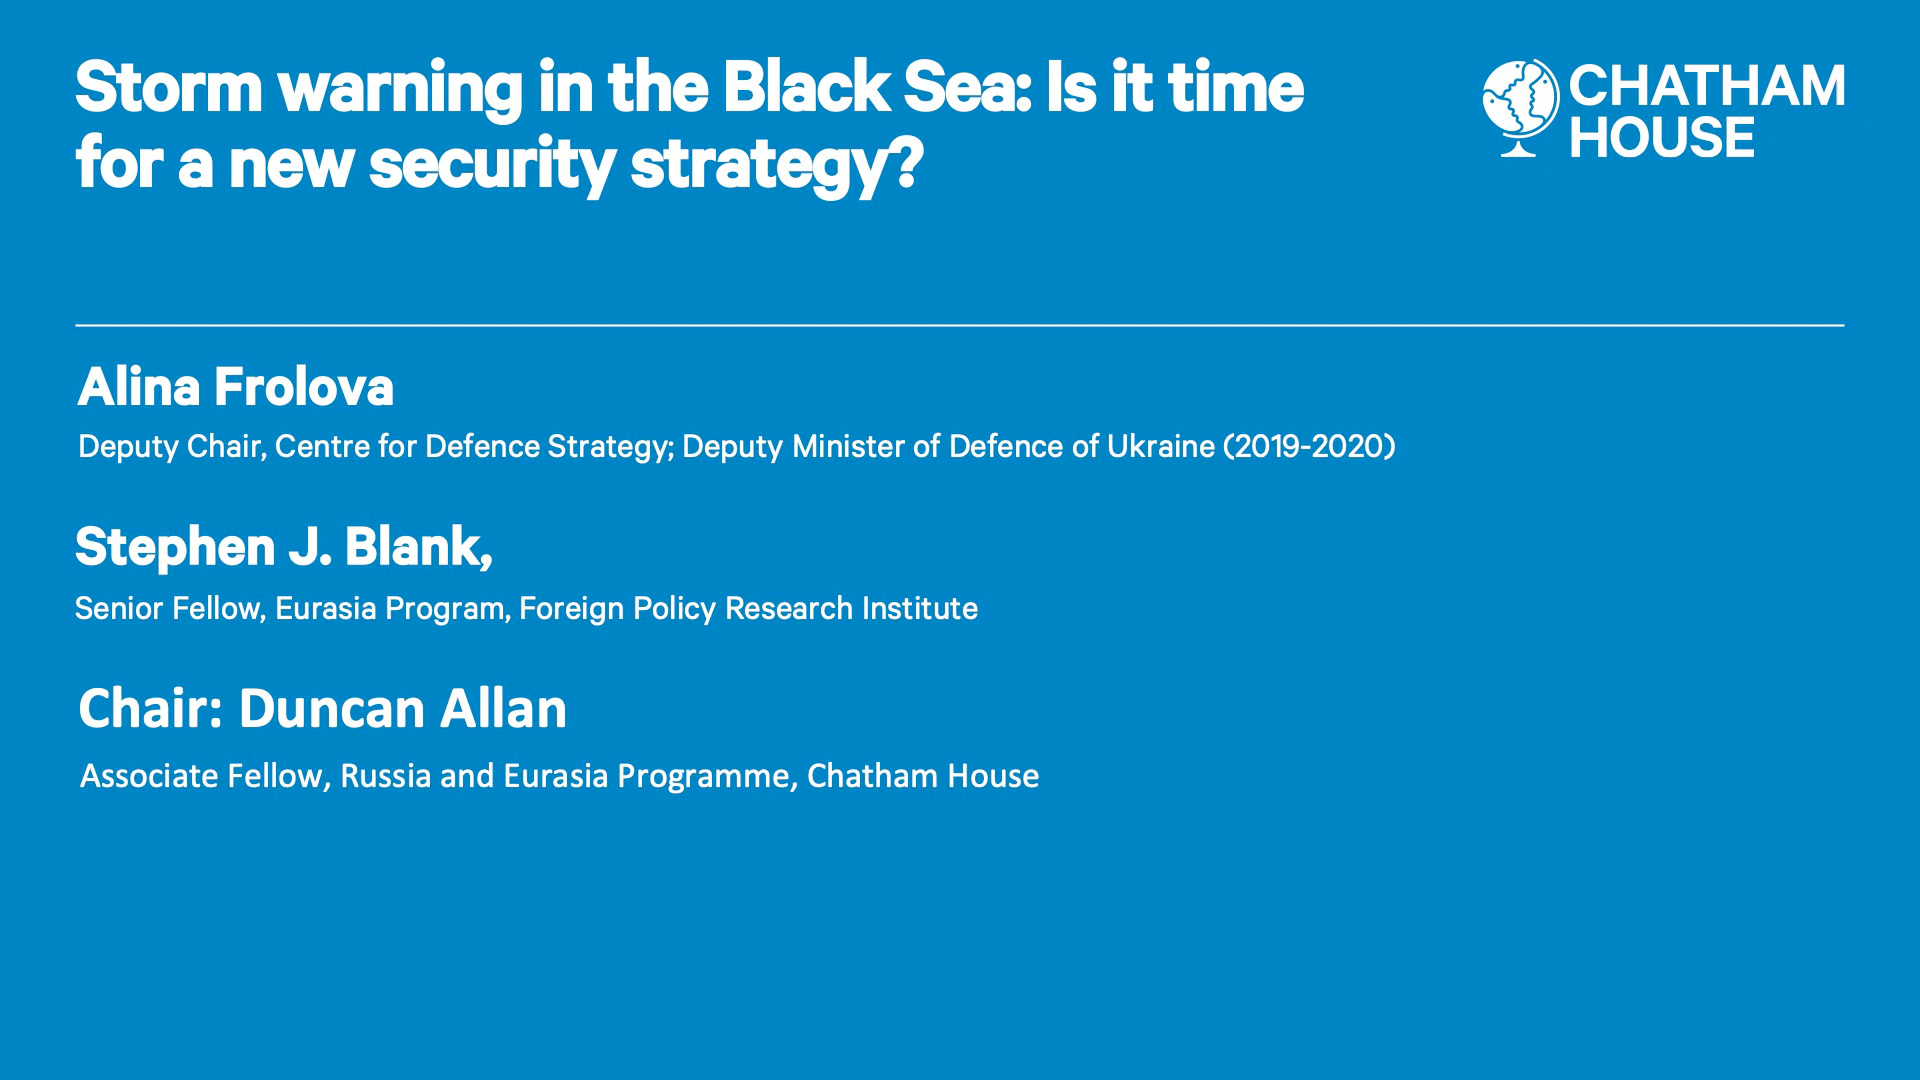 Storm warning in the Black Sea: Is it time
for a new security strategy?
CHATHAM
HOUSE
Alina Frolova
Deputy Chair, Centre for Defence Strategy; Deputy Minister of Defence of Ukraine (2019-2020)
Stephen J. Blank,
Senior Fellow, Eurasia Program, Foreign Policy Research Institute
Chair: Duncan Allan
Associate Fellow, Russia and Eurasia Programme, Chatham House